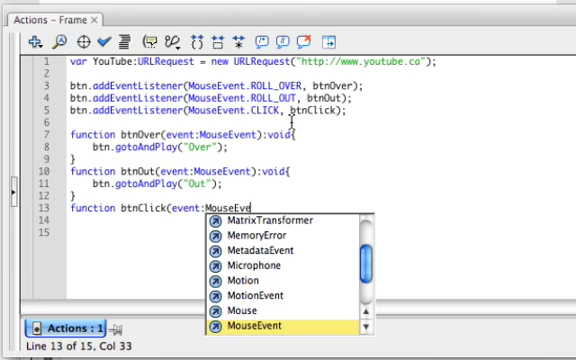 Actions - Frame ×
1 var YouTube:URLRequest = new URLRequest("http://www.youtube.ca");
2
3 btn.addEventListener(MouseEvent.ROLL_OVER, btnOver);
4 btn.addEventListener(MouseEvent.ROLL_OUT, btnOut);
5 btn.addEventListener(MouseEvent.CLICK, btnClick);
6
7 function btnOver(event:MouseEvent):void{
8 btn.gotoAndPlay("Over");
9 }
10 function btnOut(event:MouseEvent):void{
11 btn.gotoAndPlay("Out");
12 }
13 function btnClick(event:MouseEve
14
15
MatrixTransformer
MemoryError
MetadataEvent
Microphone
Motion
MotionEvent
Mouse
MouseEvent
Actions : 1
Line 13 of 15, Col 33